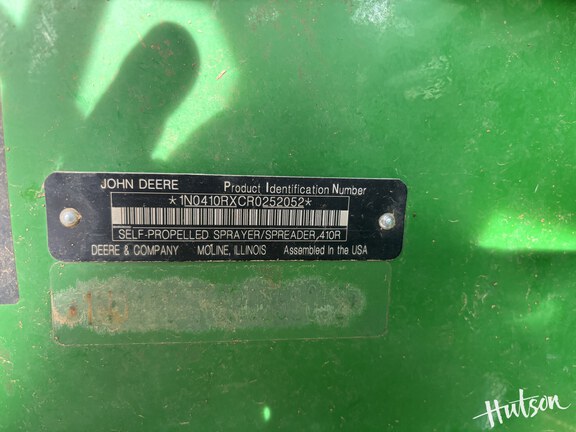 JOHN DEERE Product Identification Number
*1N0410RXCR0252052*
SELF-PROPELLED SPRAYER/SPREADER,410R
DEERE & COMPANY MOLINE, ILLINOIS Assembled in the USA
Hutson